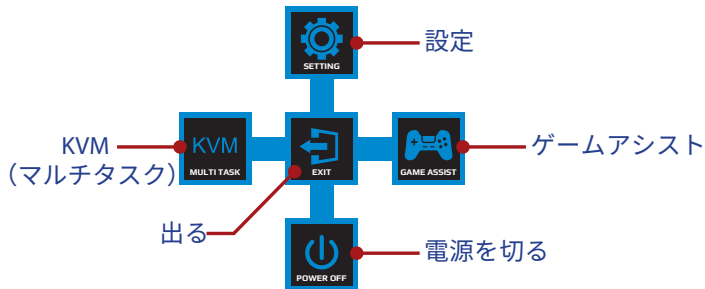 SETTING
設定
KVM
(マルチタスク)
KVM
MULTI TASK
EXIT
GAME ASSIST
ゲームアシスト
出る
POWER OFF
電源を切る